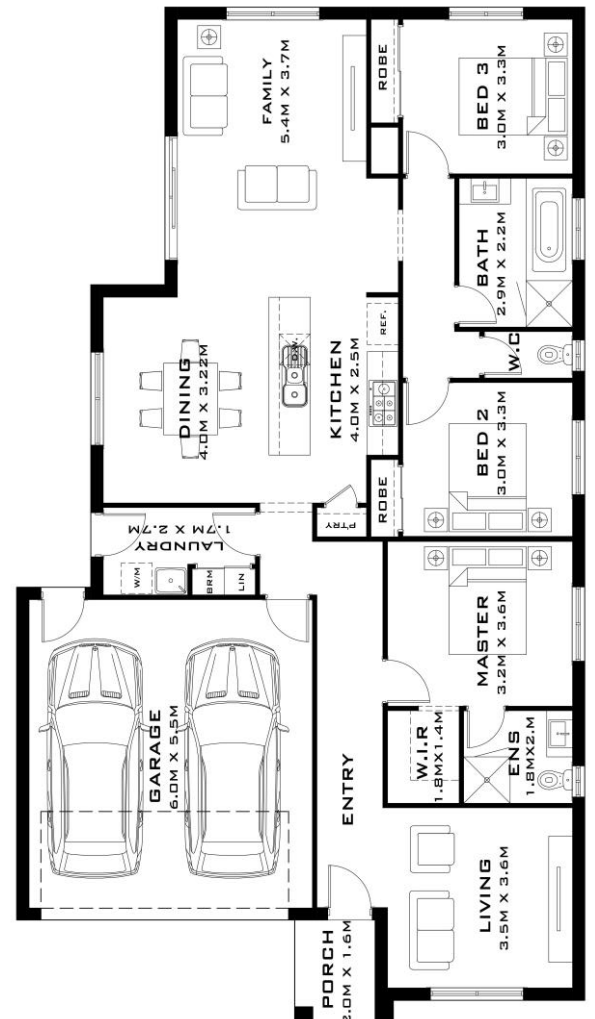 FAMILY
5.4M X 3.7M
ROBE
BED 3
3.0M X 3.3M
BATH
2.9M X 2.2M
W.C
REF.
D.W.
KITCHEN
4.0M X 2.5M
DINING
4.0M X 3.22M
BED 2
3.0M X 3.3M
ROBE
P'TRY
LAUNDRY
1.7M X 2.7M
W/M
BRM
LIN
MASTER
3.2M X 3.6M
W.I.R
1.8MX1.4M
ENS
1.8MX2.M
GARAGE
6.0M X 5.5M
ENTRY
LIVING
3.5M X 3.6M
PORCH
2.0M X 1.6M